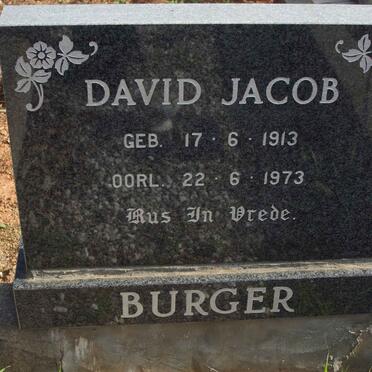 DAVID JACOB
GEB. 17·6·1913
OORL. 22·6·1973
Rus In Vrede.
BURGER